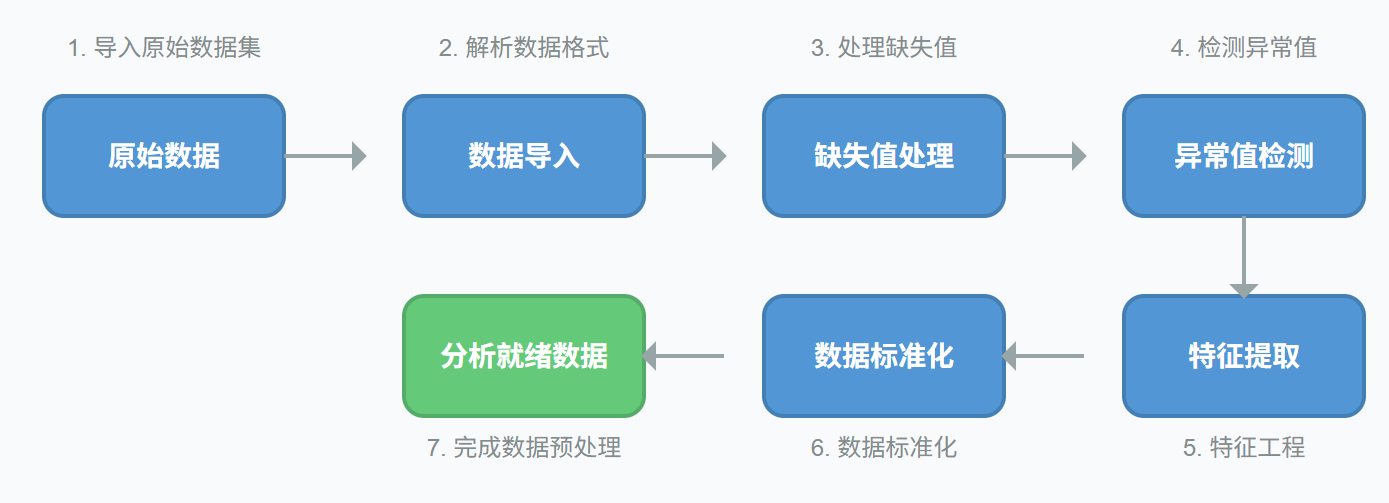 1. 导入原始数据集
2. 解析数据格式
3. 处理缺失值
4. 检测异常值
原始数据
数据导入
缺失值处理
异常值检测
分析就绪数据
数据标准化
特征提取
7. 完成数据预处理
6. 数据标准化
5. 特征工程